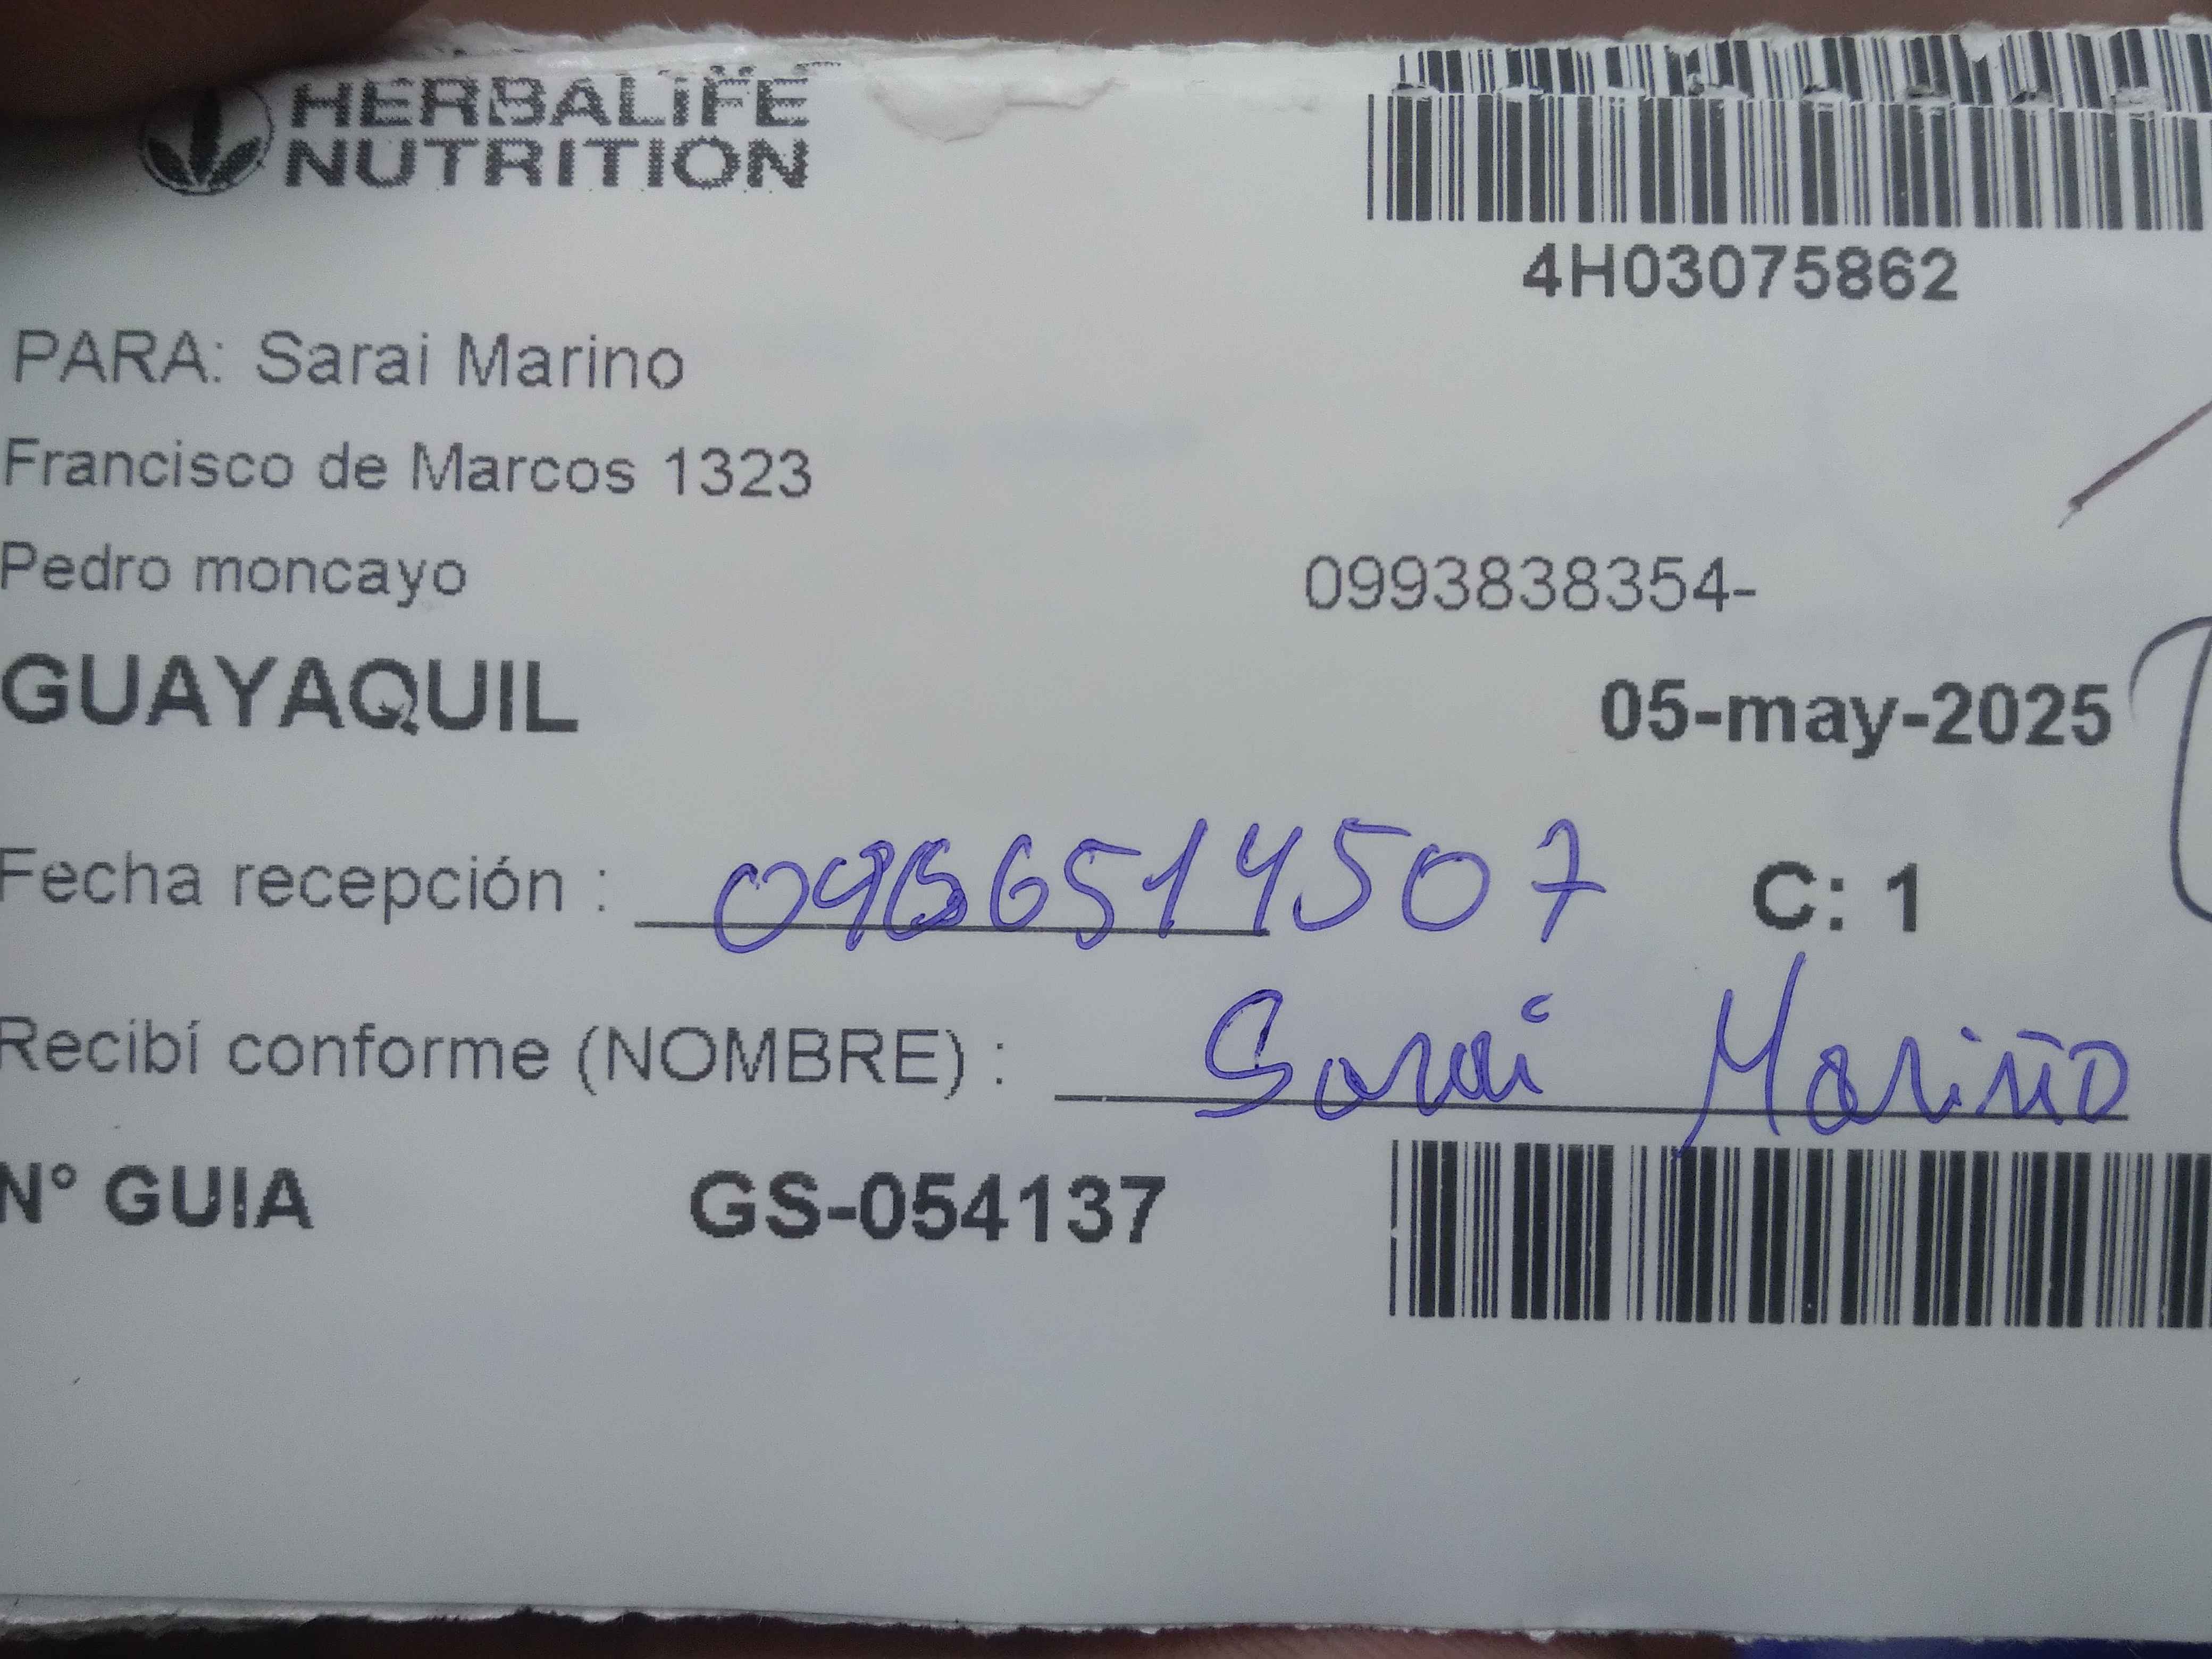 HERBALIFE
NUTRITION
4H03075862
PARA: Sarai Marino
Francisco de Marcos 1323
Pedro moncayo 0993838354-
GUAYAQUIL 05-may-2025
Fecha recepción : 0966514507 C: 1
Recibí conforme (NOMBRE) : Sarai Mariño
N° GUIA GS-054137